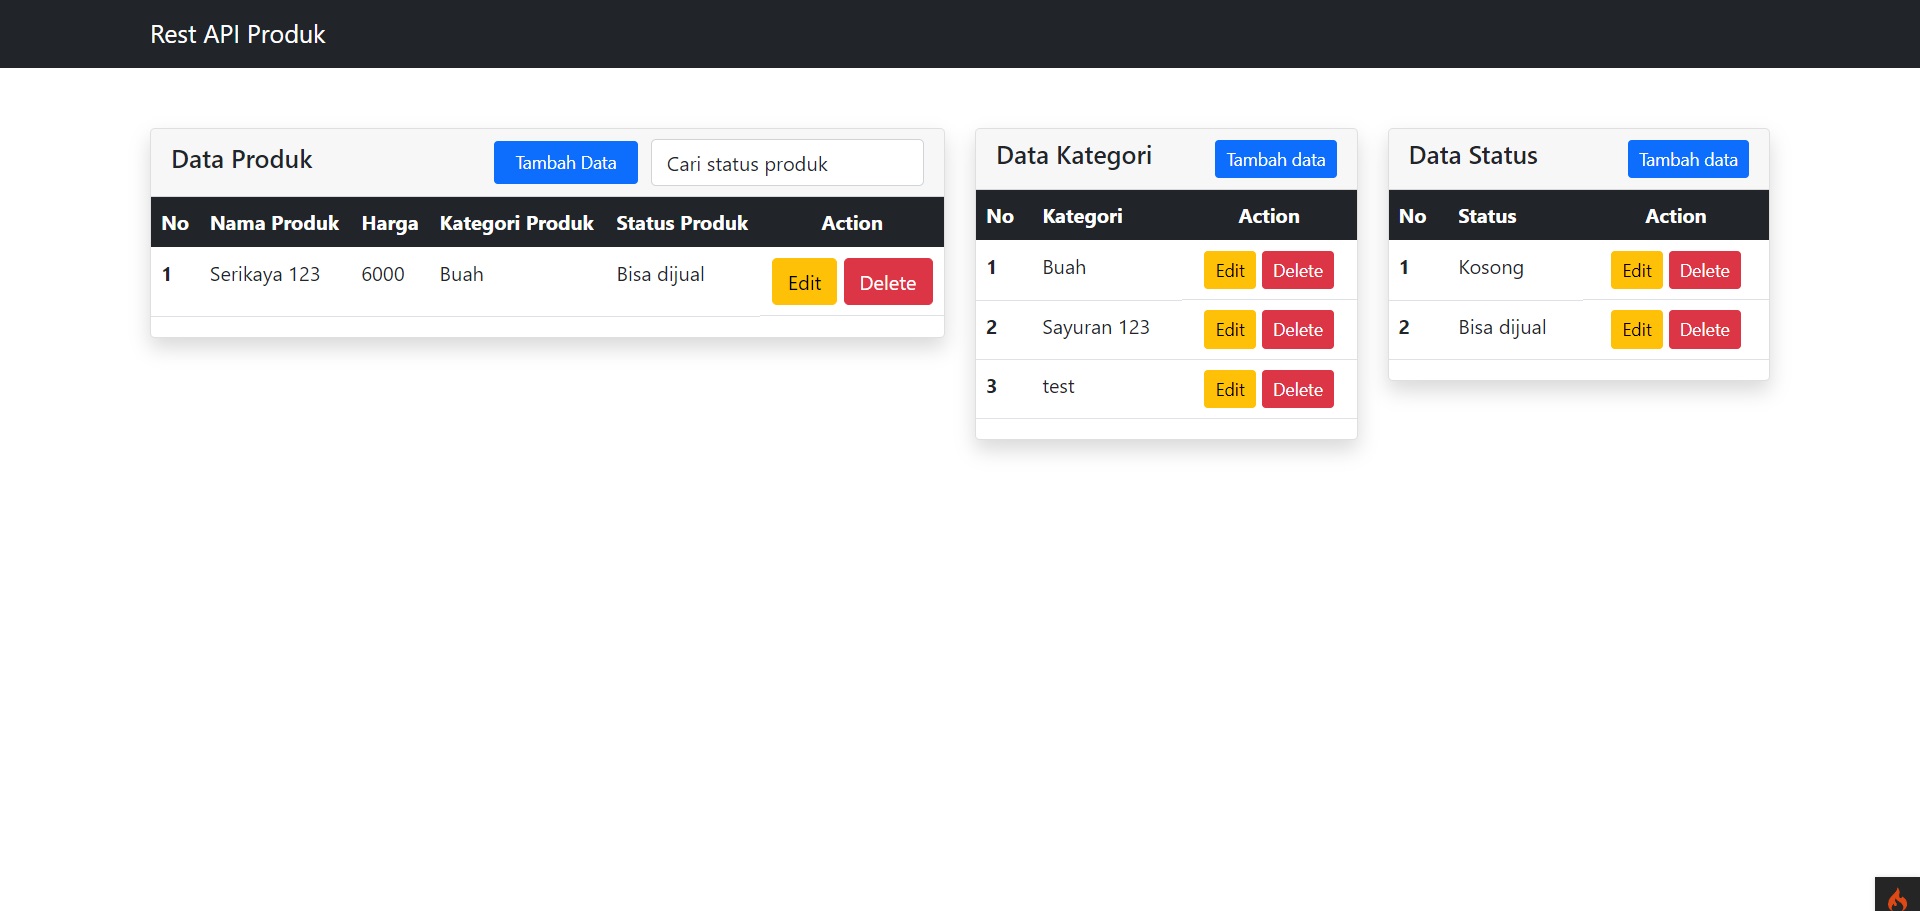 Rest API Produk
Data Produk Tambah Data Cari status produk
No Nama Produk Harga Kategori Produk Status Produk Action
1 Serikaya 123 6000 Buah Bisa dijual Edit Delete
Data Kategori Tambah data
No Kategori Action
1 Buah Edit Delete
2 Sayuran 123 Edit Delete
3 test Edit Delete
Data Status Tambah data
No Status Action
1 Kosong Edit Delete
2 Bisa dijual Edit Delete